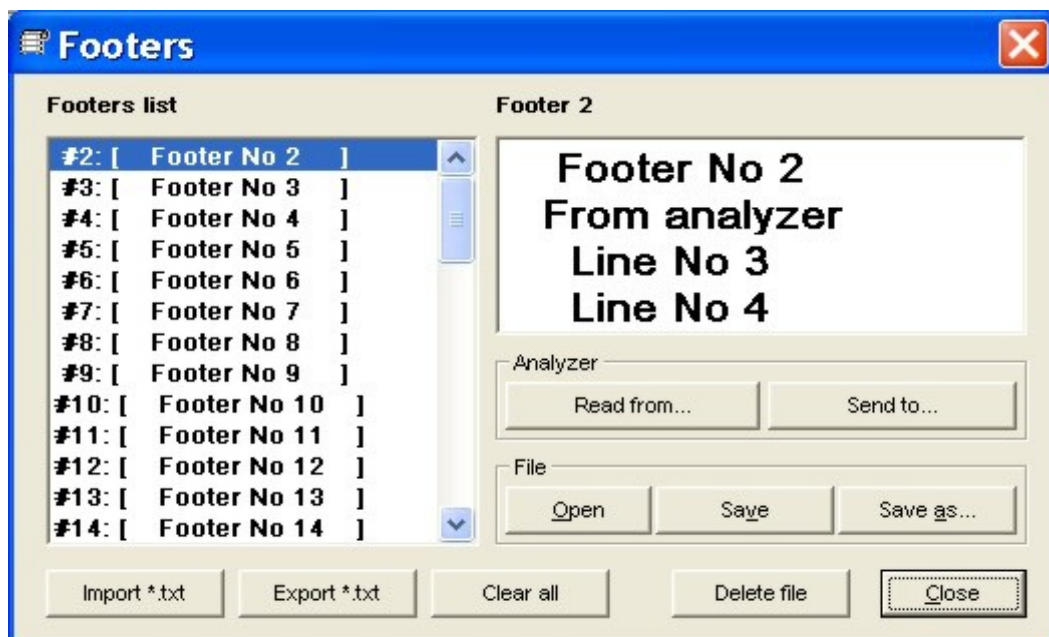 Footers
Footers list
#2: [ Footer No 2 ]
#3: [ Footer No 3 ]
#4: [ Footer No 4 ]
#5: [ Footer No 5 ]
#6: [ Footer No 6 ]
#7: [ Footer No 7 ]
#8: [ Footer No 8 ]
#9: [ Footer No 9 ]
#10: [ Footer No 10 ]
#11: [ Footer No 11 ]
#12: [ Footer No 12 ]
#13: [ Footer No 13 ]
#14: [ Footer No 14 ]
Footer 2
Footer No 2
From analyzer
Line No 3
Line No 4
Analyzer
Read from... Send to...
File
Open Save Save as...
Import *.txt Export *.txt Clear all Delete file Close